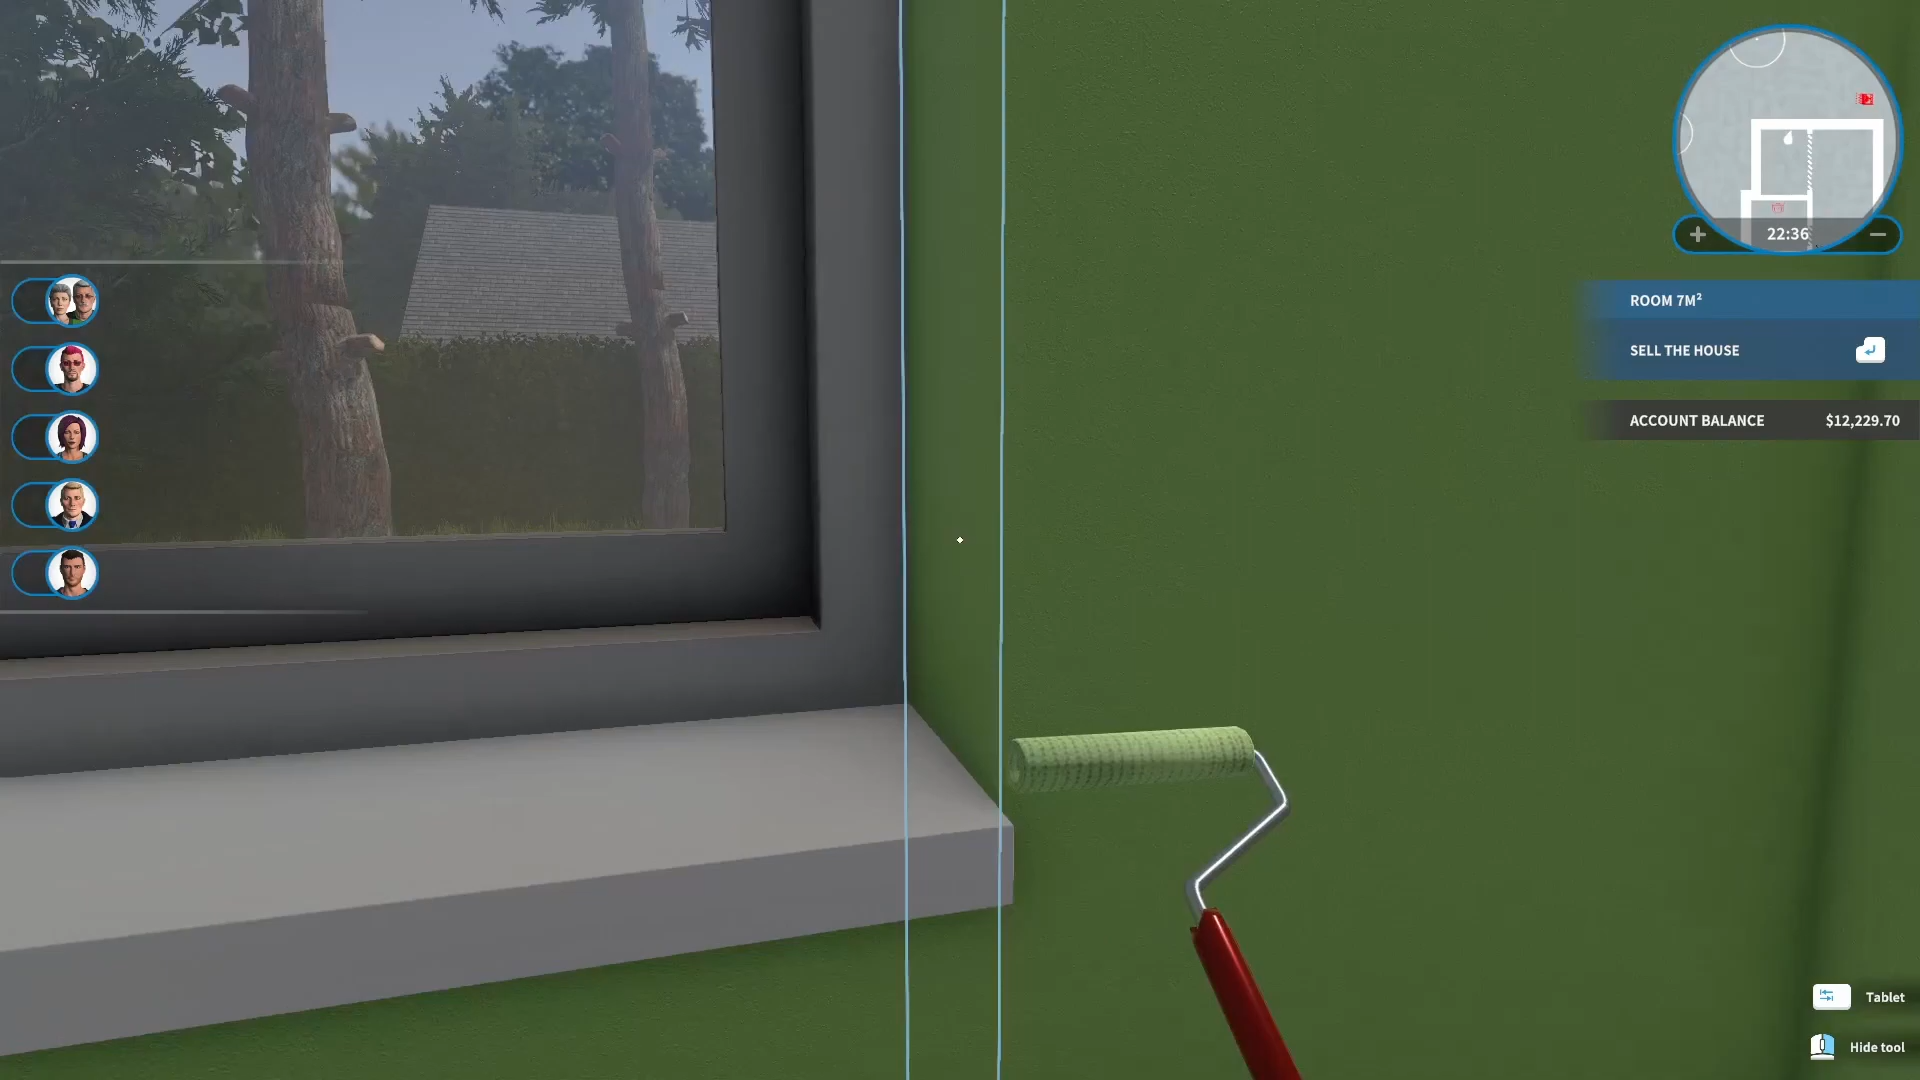 + 22:36 −
ROOM 7M²
SELL THE HOUSE
ACCOUNT BALANCE $12,229.70
Tablet
Hide tool